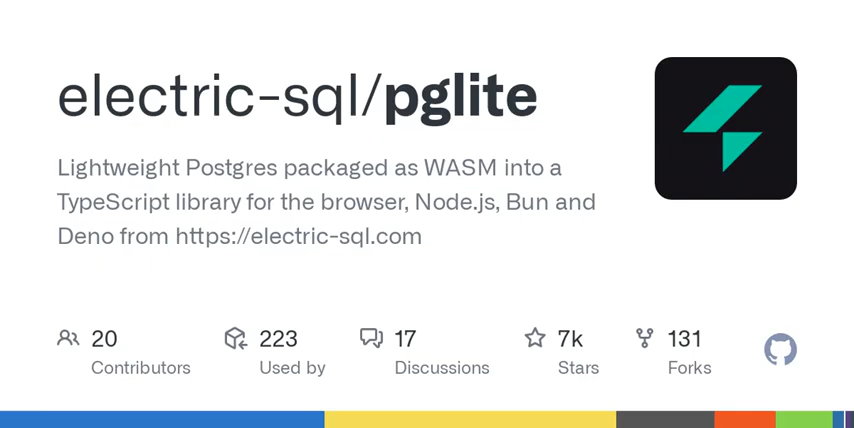 electric-sql/pglite
Lightweight Postgres packaged as WASM into a
TypeScript library for the browser, Node.js, Bun and
Deno from https://electric-sql.com
20 223 17 7k 131
Contributors Used by Discussions Stars Forks